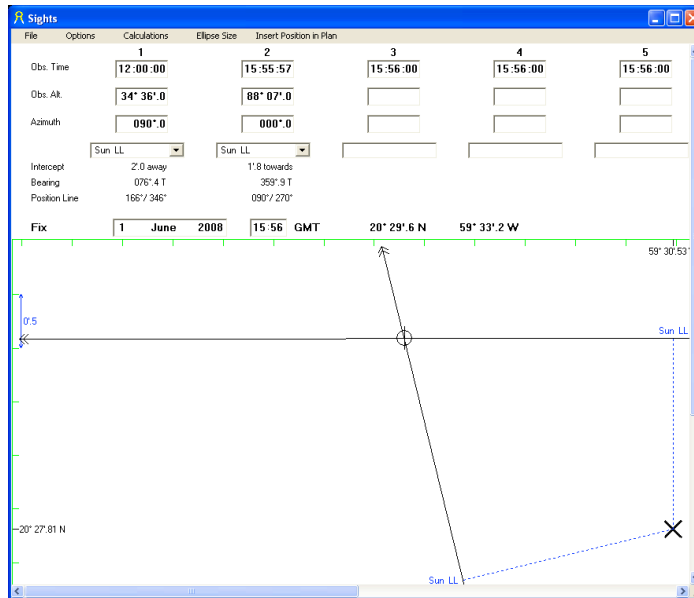 Sights
File Options Calculations Ellipse Size Insert Position in Plan
1 2 3 4 5
Obs. Time 12:00:00 15:55:57 15:56:00 15:56:00 15:56:00
Obs. Alt. 34° 36'.0 88° 07'.0
Azimuth 090°.0 000°.0
Sun LL Sun LL
Intercept 2'.0 away 1'.8 towards
Bearing 076°.4 T 359°.9 T
Position Line 166°/ 346° 090°/ 270°
Fix 1 June 2008 15:56 GMT 20° 29'.6 N 59° 33'.2 W
59° 30'.53
0'.5
Sun LL
20° 27'.81 N
Sun LL